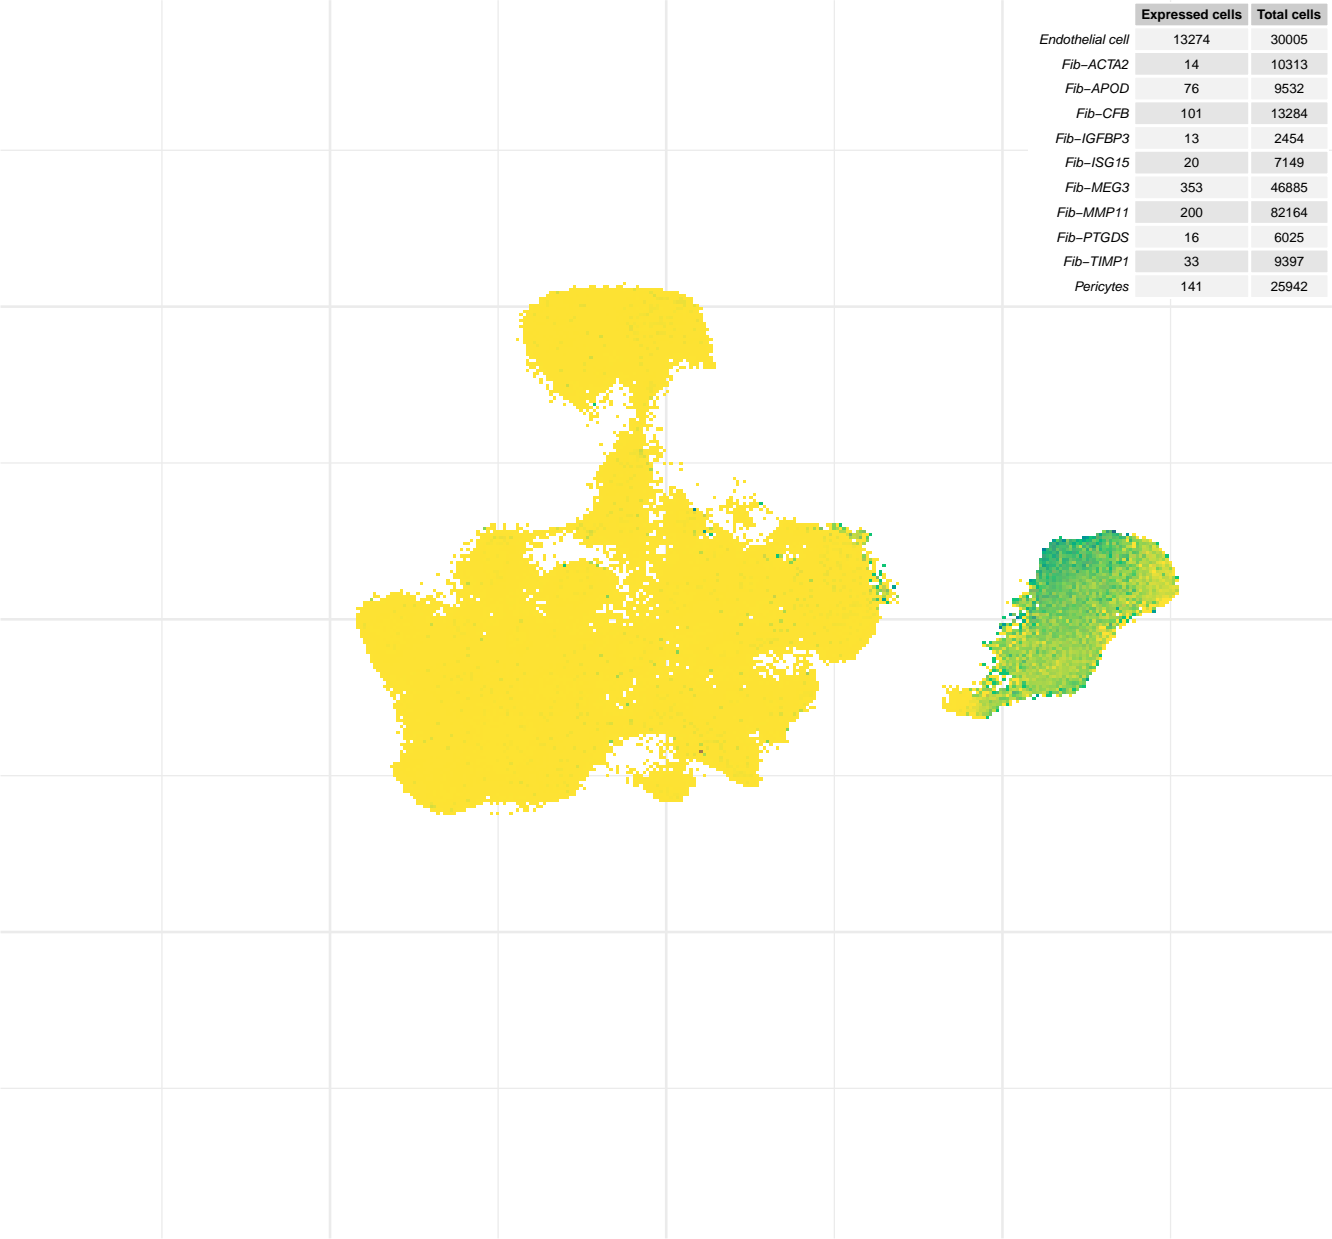 Expressed cells Total cells
Endothelial cell 13274 30005
Fib−ACTA2 14 10313
Fib−APOD 76 9532
Fib−CFB 101 13284
Fib−IGFBP3 13 2454
Fib−ISG15 20 7149
Fib−MEG3 353 46885
Fib−MMP11 200 82164
Fib−PTGDS 16 6025
Fib−TIMP1 33 9397
Pericytes 141 25942